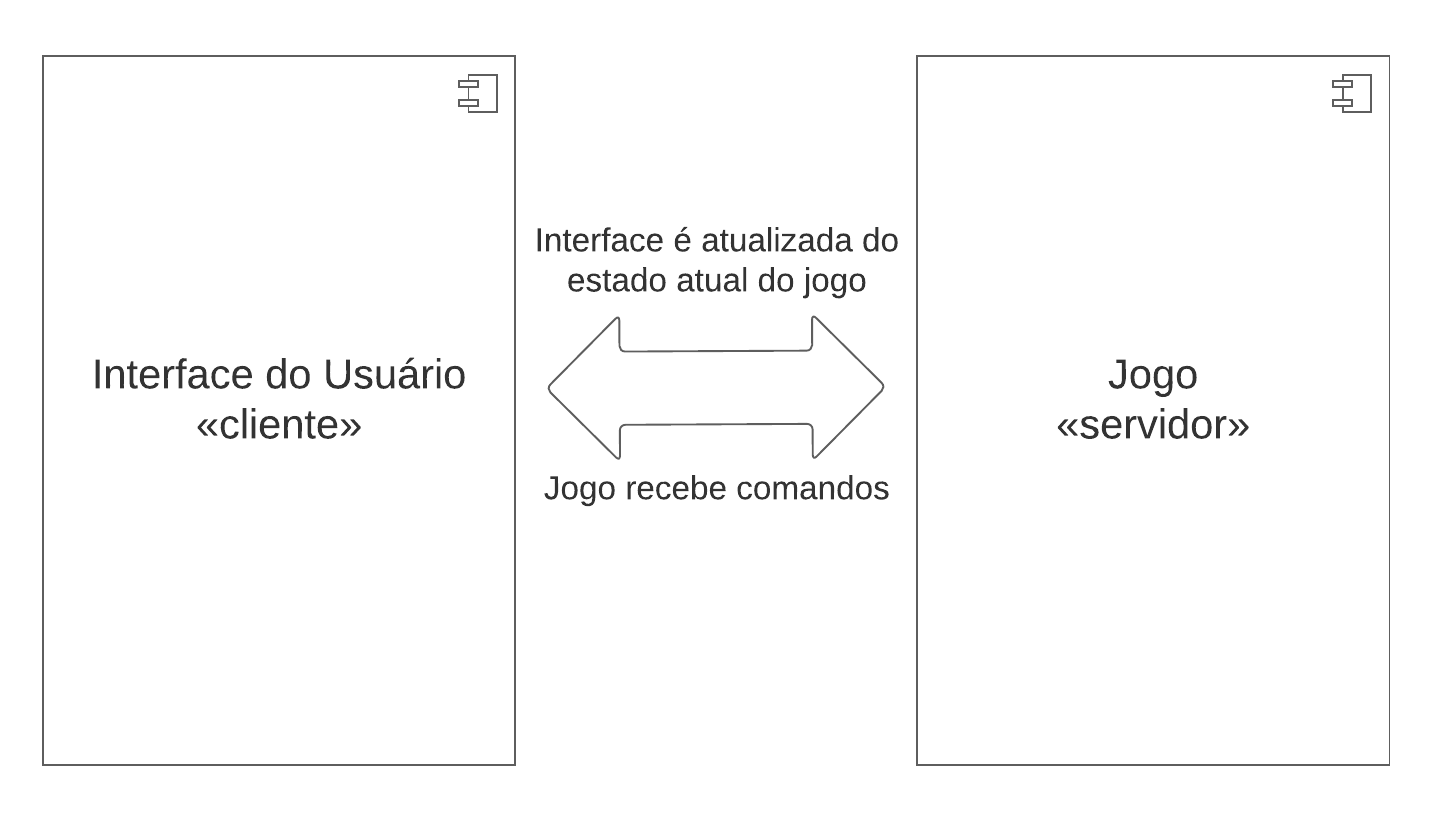 Interface é atualizada do
estado atual do jogo
Interface do Usuário
«cliente»
Jogo
«servidor»
Jogo recebe comandos